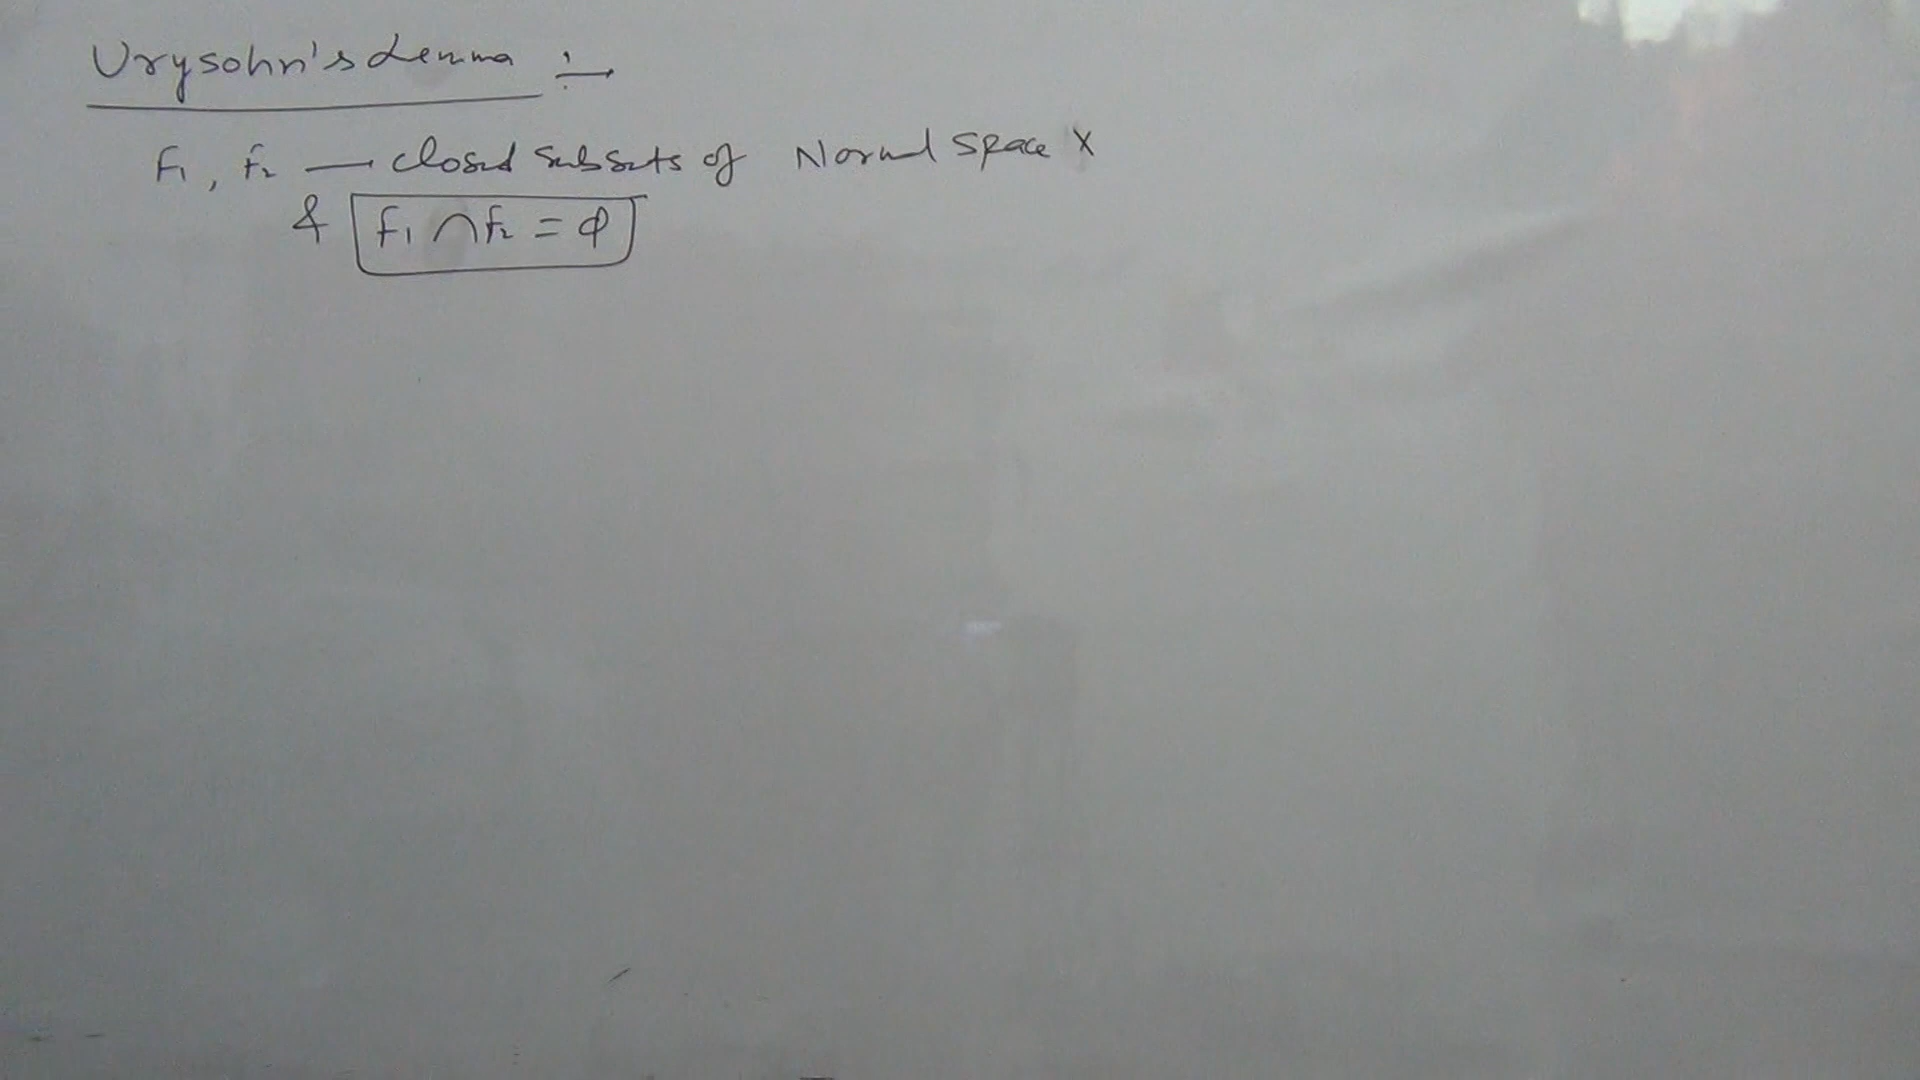 Urysohn's Lemma :→
F₁, F₂ — closed subsets of Normal space X
& F₁ ∩ F₂ = φ